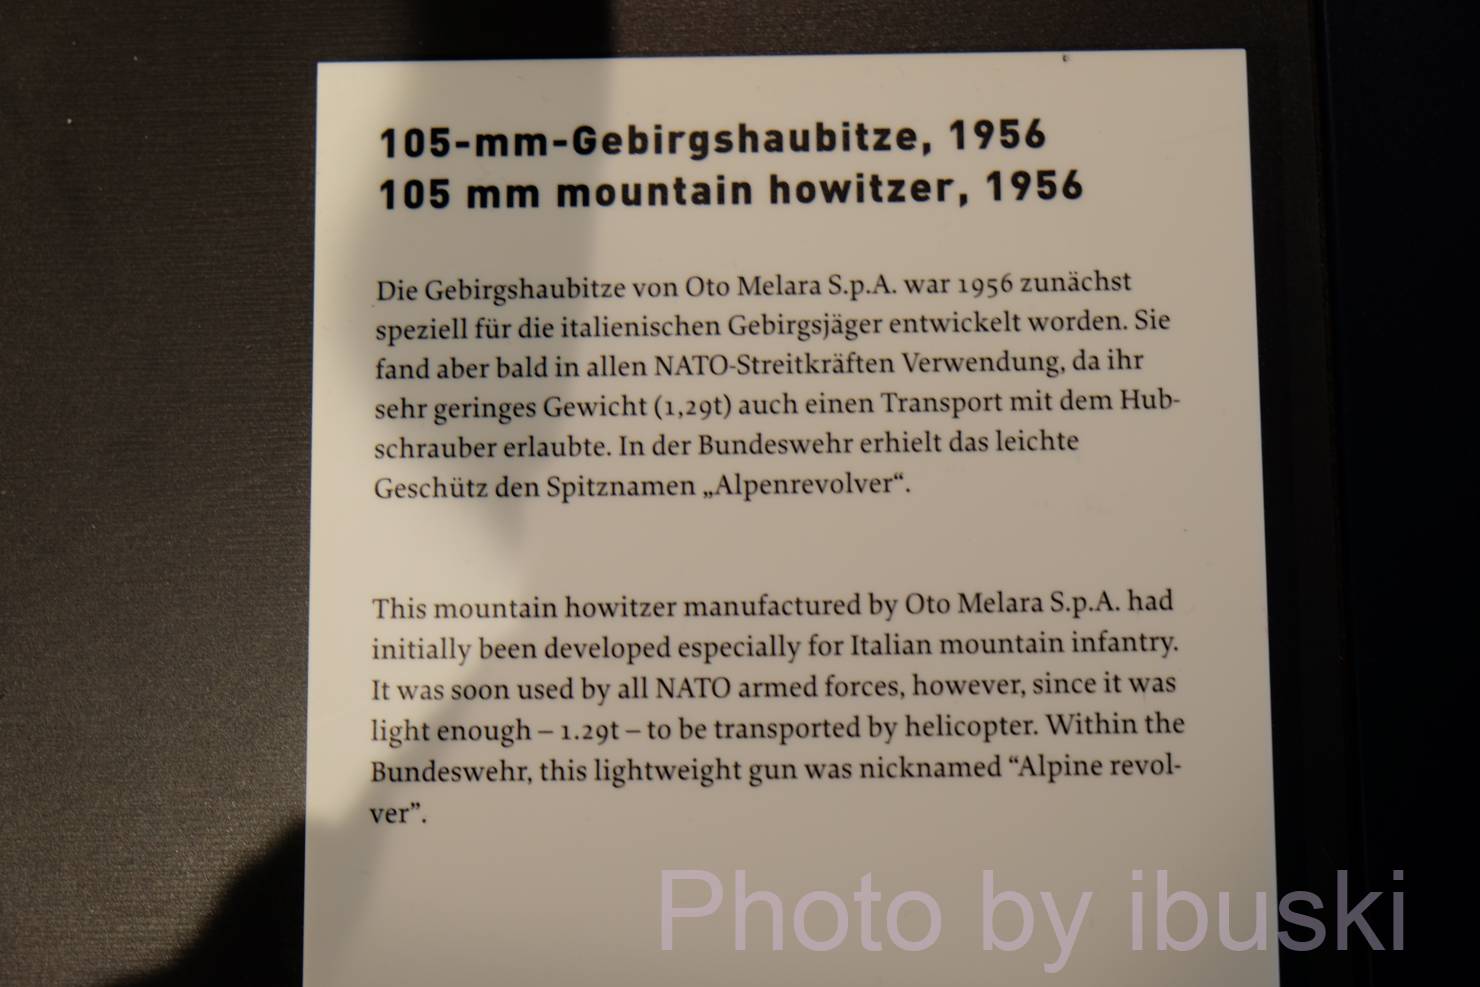 105-mm-Gebirgshaubitze, 1956
105 mm mountain howitzer, 1956
Die Gebirgshaubitze von Oto Melara S.p.A. war 1956 zunächst
speziell für die italienischen Gebirgsjäger entwickelt worden. Sie
fand aber bald in allen NATO-Streitkräften Verwendung, da ihr
sehr geringes Gewicht (1,29t) auch einen Transport mit dem Hub-
schrauber erlaubte. In der Bundeswehr erhielt das leichte
Geschütz den Spitznamen „Alpenrevolver“.
This mountain howitzer manufactured by Oto Melara S.p.A. had
initially been developed especially for Italian mountain infantry.
It was soon used by all NATO armed forces, however, since it was
light enough – 1.29t – to be transported by helicopter. Within the
Bundeswehr, this lightweight gun was nicknamed “Alpine revol-
ver”.
Photo by ibuski